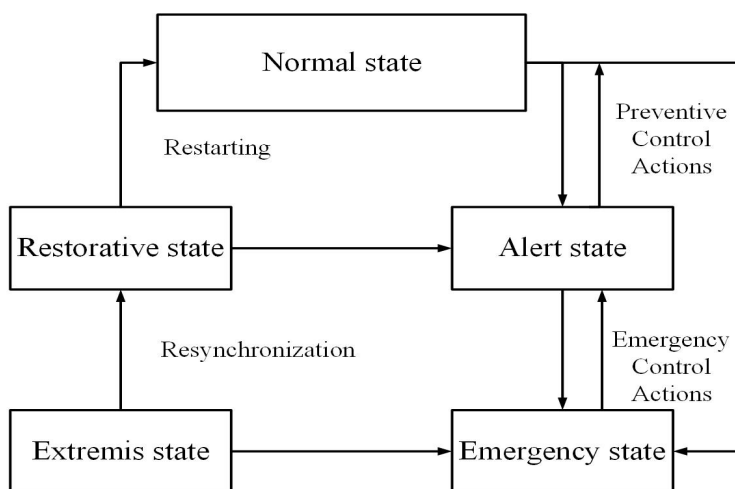 Normal state
Preventive
Control
Actions
Restarting
Restorative state
Alert state
Resynchronization
Emergency
Control
Actions
Extremis state
Emergency state